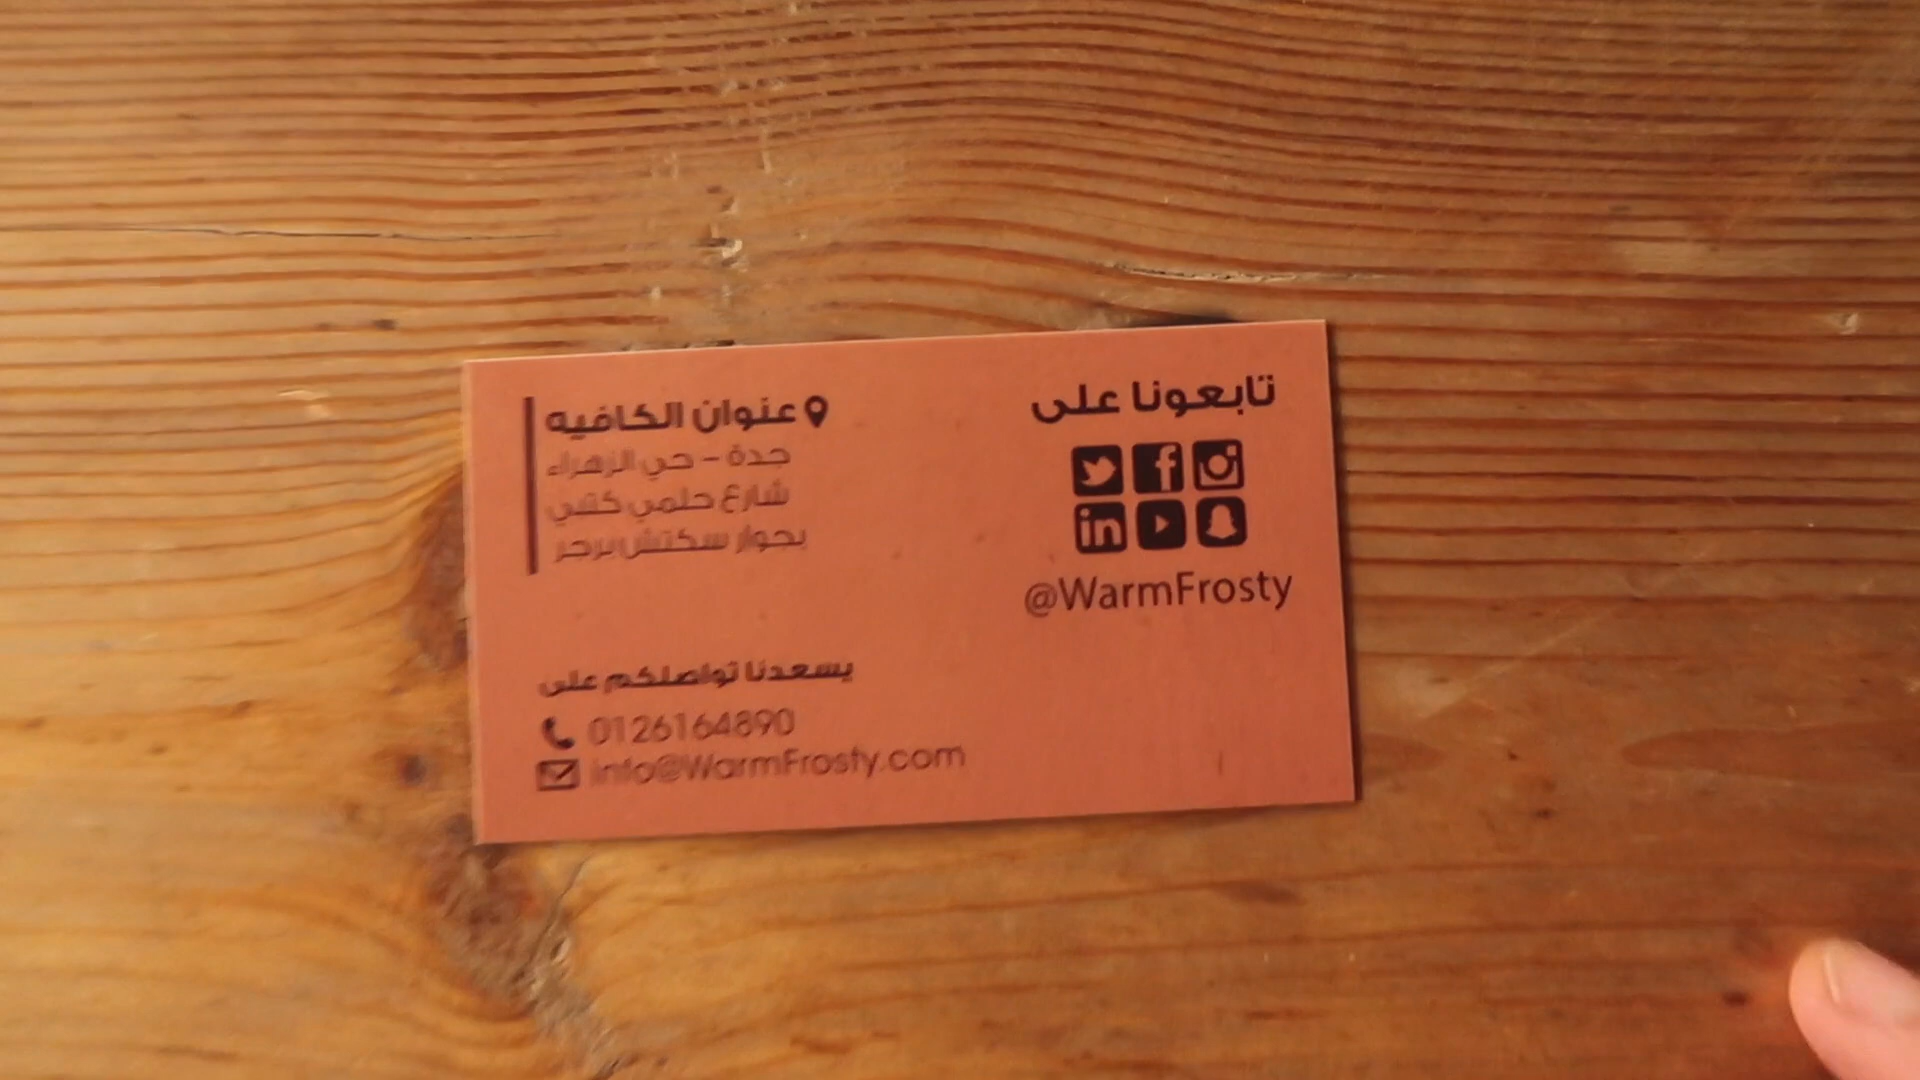 تابعونا على
@WarmFrosty
عنوان الكافيه
جدة - حي الزهراء
شارع حلمي كتبي
بجوار سكتش برجر
يسعدنا تواصلكم على
0126164890
info@WarmFrosty.com